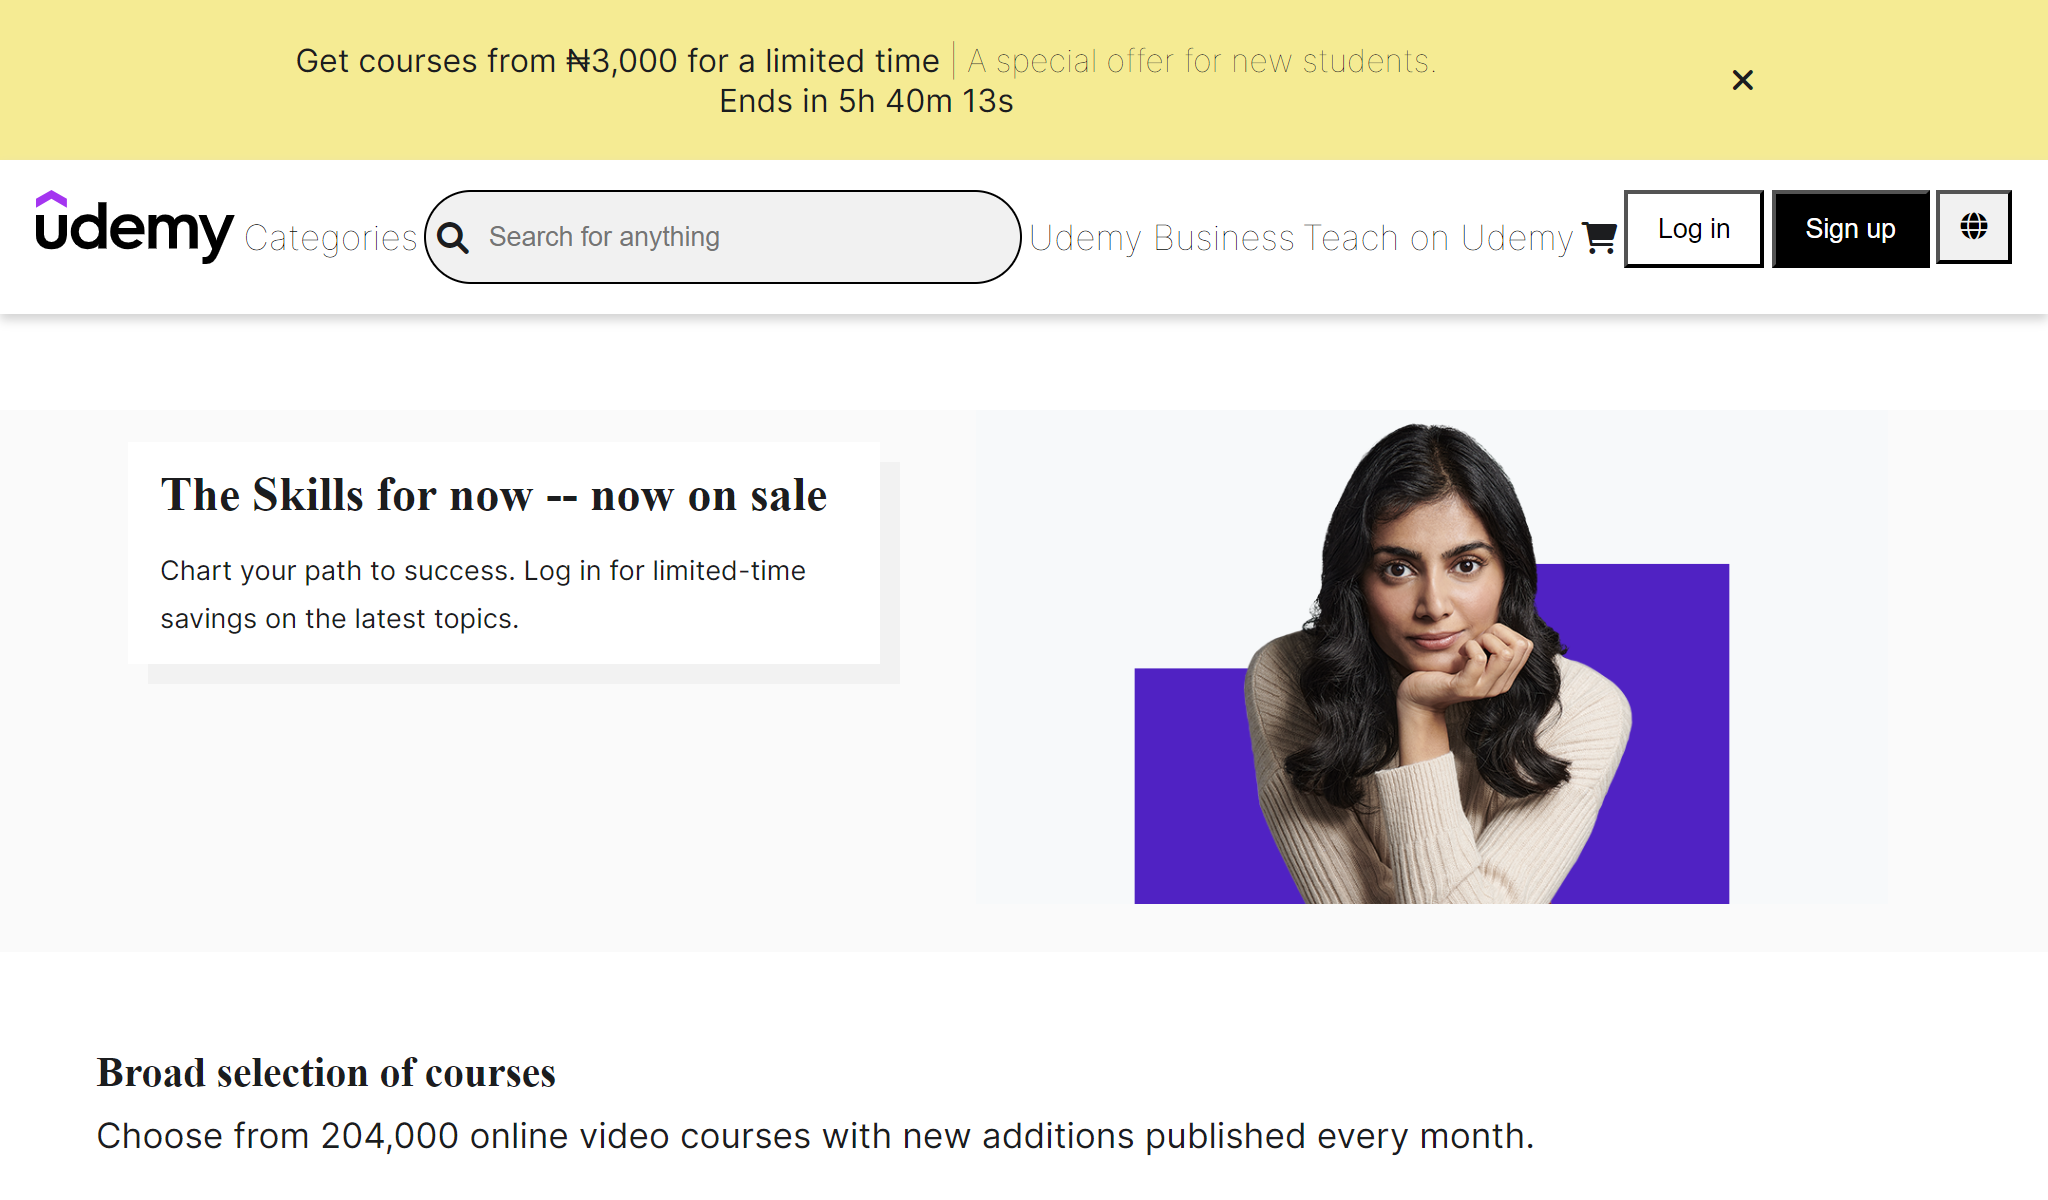 Get courses from ₦3,000 for a limited time | A special offer for new students.
Ends in 5h 40m 13s
udemy Categories Search for anything Udemy Business Teach on Udemy Log in Sign up
The Skills for now -- now on sale
Chart your path to success. Log in for limited-time
savings on the latest topics.
Broad selection of courses
Choose from 204,000 online video courses with new additions published every month.